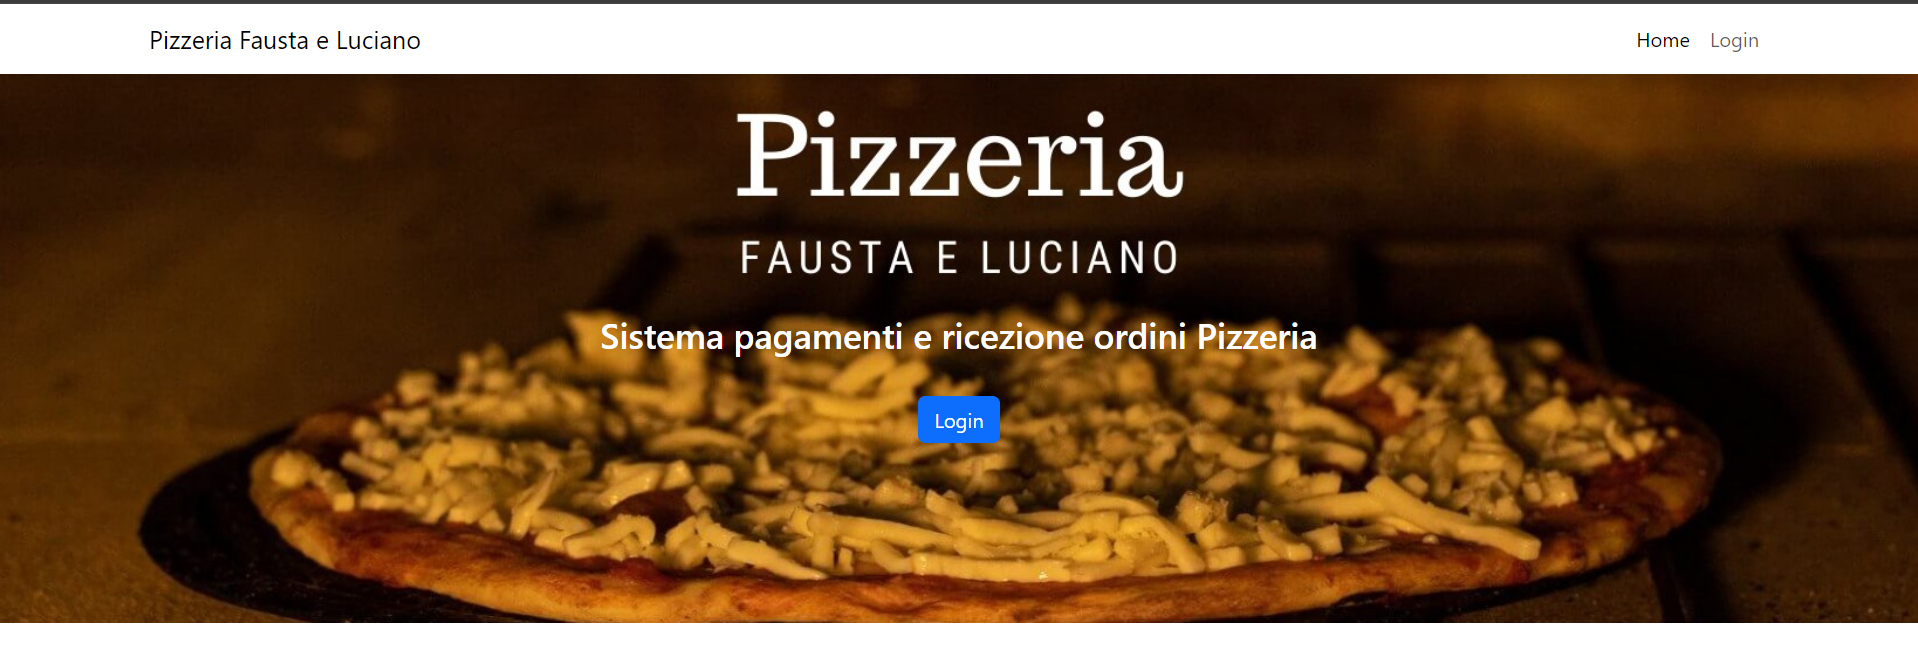 Pizzeria Fausta e Luciano
Home Login
Pizzeria
FAUSTA E LUCIANO
Sistema pagamenti e ricezione ordini Pizzeria
Login